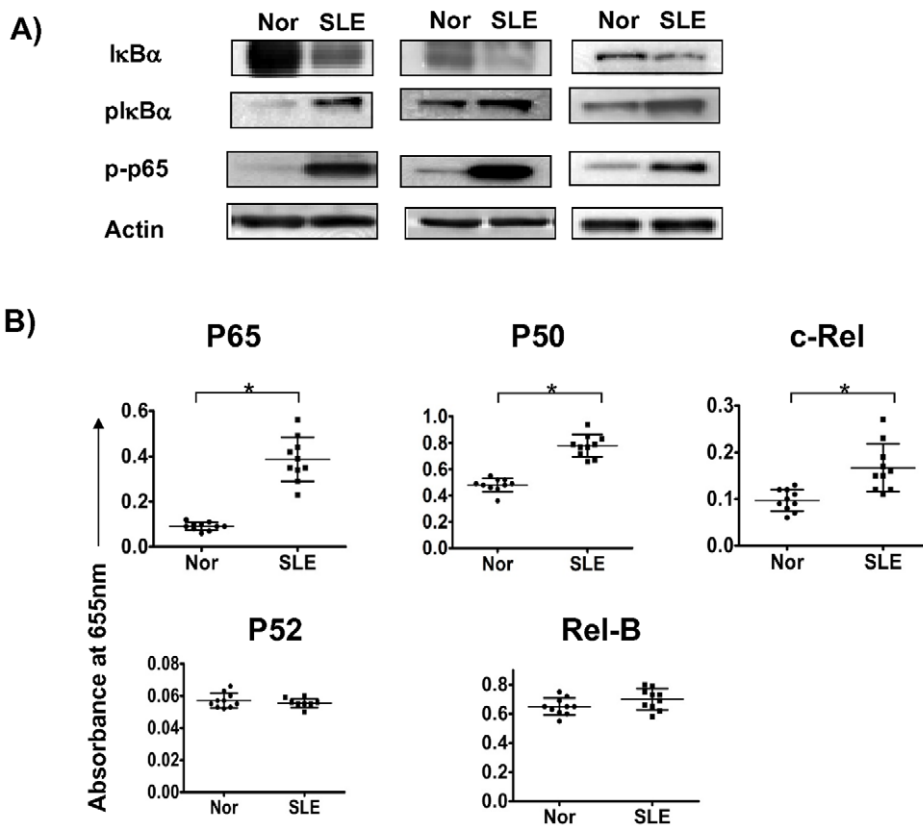 A)
Nor SLE Nor SLE Nor SLE
IκBα
pIκBα
p-p65
Actin
B)
P65 P50 c-Rel
*
*
*
0.6
0.4
0.2
0.0
Nor SLE
1.0
0.8
0.6
0.4
0.2
0.0
Nor SLE
0.3
0.2
0.1
0.0
Nor SLE
Absorbance at 655nm
P52 Rel-B
0.08
0.06
0.04
0.02
0.00
Nor SLE
0.8
0.6
0.4
0.2
0.0
Nor SLE